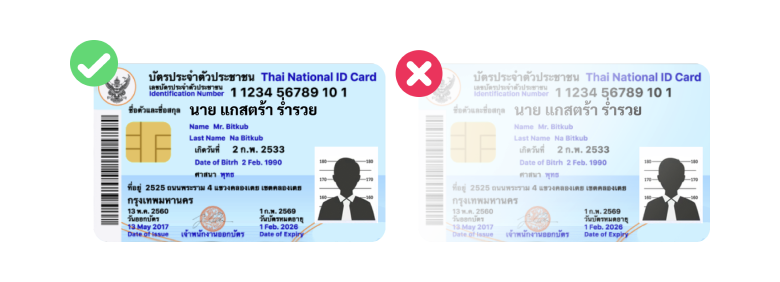 บัตรประจำตัวประชาชน Thai National ID Card
เลขบัตรประจำตัวประชาชน
Identification Number 1 1234 56789 10 1
ชื่อตัวและชื่อสกุล นาย แกสตร้า ร่ำรวย
Name Mr. Bitkub
Last Name Na Bitkub
เกิดวันที่ 2 ก.พ. 2533
Date of Bitrh 2 Feb. 1990
ศาสนา พุทธ
ที่อยู่ 2525 ถนนพระราม 4 แขวงคลองเตย เขตคลองเตย
กรุงเทพมหานคร
13 พ.ค. 2560
วันออกบัตร
13 May 2017
Date of Issue
เจ้าพนักงานออกบัตร
1 ก.พ. 2569
วันบัตรหมดอายุ
1 Feb. 2026
Date of Expiry
180 180
170 170
160 160
บัตรประจำตัวประชาชน Thai National ID Card
เลขบัตรประจำตัวประชาชน
Identification Number 1 1234 56789 10 1
ชื่อตัวและชื่อสกุล นาย แกสตร้า ร่ำรวย
Name Mr. Bitkub
Last Name Na Bitkub
เกิดวันที่ 2 ก.พ. 2533
Date of Bitrh 2 Feb. 1990
ศาสนา พุทธ
ที่อยู่ 2525 ถนนพระราม 4 แขวงคลองเตย เขตคลองเตย
กรุงเทพมหานคร
13 พ.ค. 2560
วันออกบัตร
13 May 2017
Date of Issue
เจ้าพนักงานออกบัตร
1 ก.พ. 2569
วันบัตรหมดอายุ
1 Feb. 2026
Date of Expiry
180 180
170 170
160 160